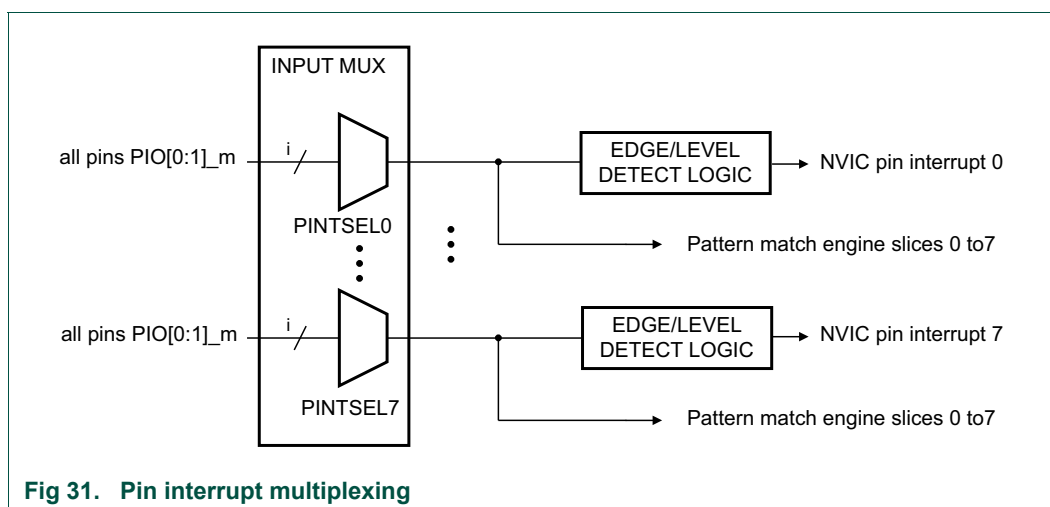 INPUT MUX
all pins PIO[0:1]_m
i
PINTSEL0
EDGE/LEVEL
DETECT LOGIC
NVIC pin interrupt 0
Pattern match engine slices 0 to7
all pins PIO[0:1]_m
i
PINTSEL7
EDGE/LEVEL
DETECT LOGIC
NVIC pin interrupt 7
Pattern match engine slices 0 to7
Fig 31. Pin interrupt multiplexing